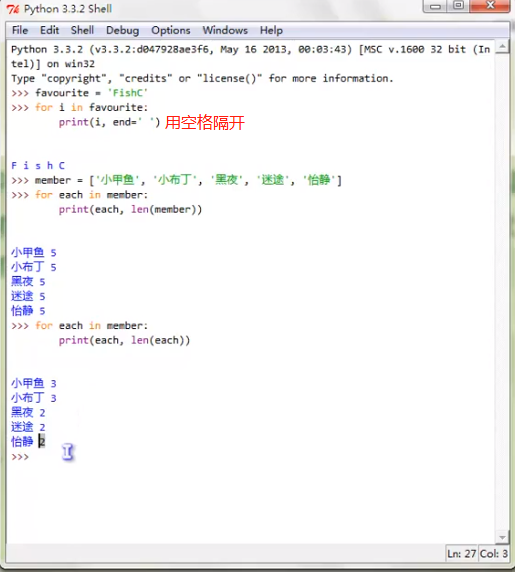 Python 3.3.2 Shell
File Edit Shell Debug Options Windows Help
Python 3.3.2 (v3.3.2:d047928ae3f6, May 16 2013, 00:03:43) [MSC v.1600 32 bit (In
tel)] on win32
Type "copyright", "credits" or "license()" for more information.
>>> favourite = 'FishC'
>>> for i in favourite:
print(i, end=' ') 用空格隔开
F i s h C
>>> member = ['小甲鱼', '小布丁', '黑夜', '迷途', '怡静']
>>> for each in member:
print(each, len(member))
小甲鱼 5
小布丁 5
黑夜 5
迷途 5
怡静 5
>>> for each in member:
print(each, len(each))
小甲鱼 3
小布丁 3
黑夜 2
迷途 2
怡静 2
>>>
Ln: 27 Col: 3